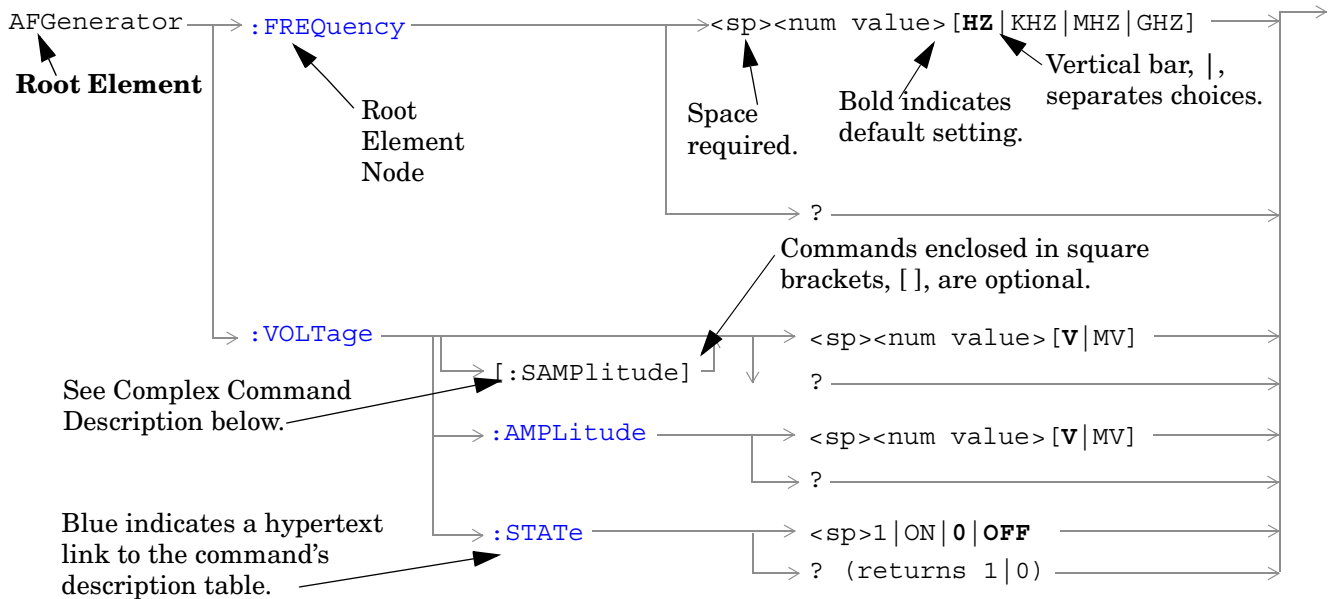 AFGenerator :FREQuency <sp><num value>[HZ|KHZ|MHZ|GHZ]
Root Element
Root
Element
Node
Space
required.
Bold indicates
default setting.
Vertical bar, |,
separates choices.
?
Commands enclosed in square
brackets, [ ], are optional.
:VOLTage <sp><num value>[V|MV]
[:SAMPlitude] ?
See Complex Command
Description below.
:AMPLitude <sp><num value>[V|MV]
?
Blue indicates a hypertext
link to the command's
description table.
:STATe <sp>1|ON|0|OFF
? (returns 1|0)